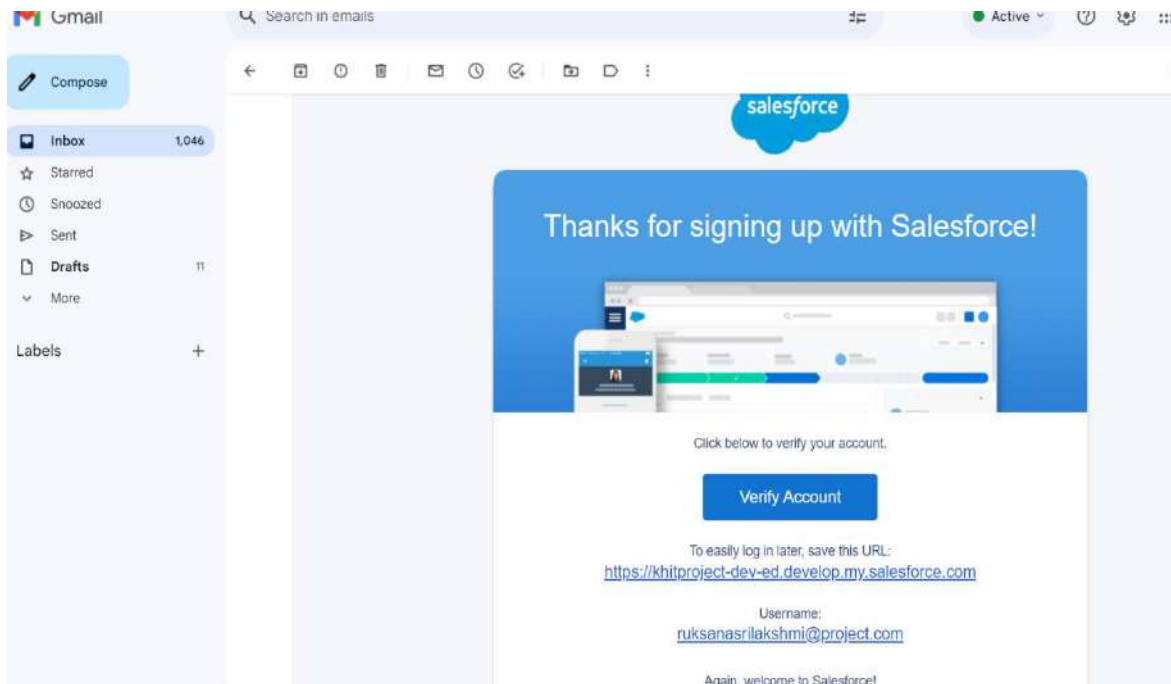 Gmail
Search in emails
Active
Compose
Inbox 1,046
Starred
Snoozed
Sent
Drafts 11
More
Labels
salesforce
Thanks for signing up with Salesforce!
Click below to verify your account.
Verify Account
To easily log in later, save this URL:
https://khitproject-dev-ed.develop.my.salesforce.com
Username:
ruksanasrilakshmi@project.com
Again, welcome to Salesforce!